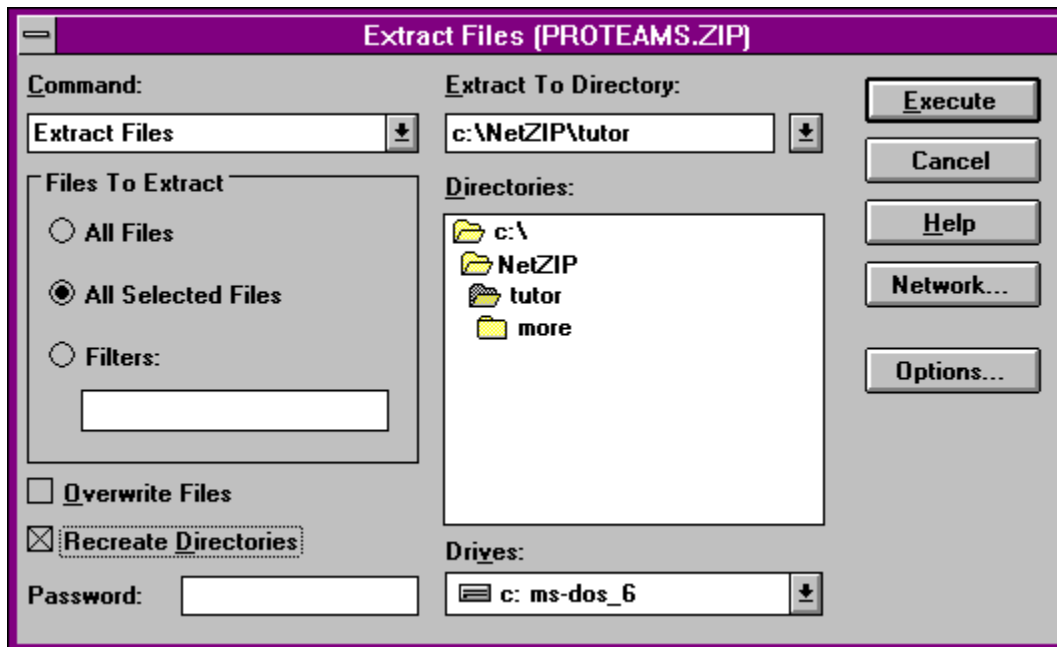 Extract Files (PROTEAMS.ZIP)
Command:
Extract Files
Files To Extract
All Files
All Selected Files
Filters:
Overwrite Files
Recreate Directories
Password:
Extract To Directory:
c:\NetZIP\tutor
Directories:
c:\
NetZIP
tutor
more
Drives:
c: ms-dos_6
Execute
Cancel
Help
Network...
Options...